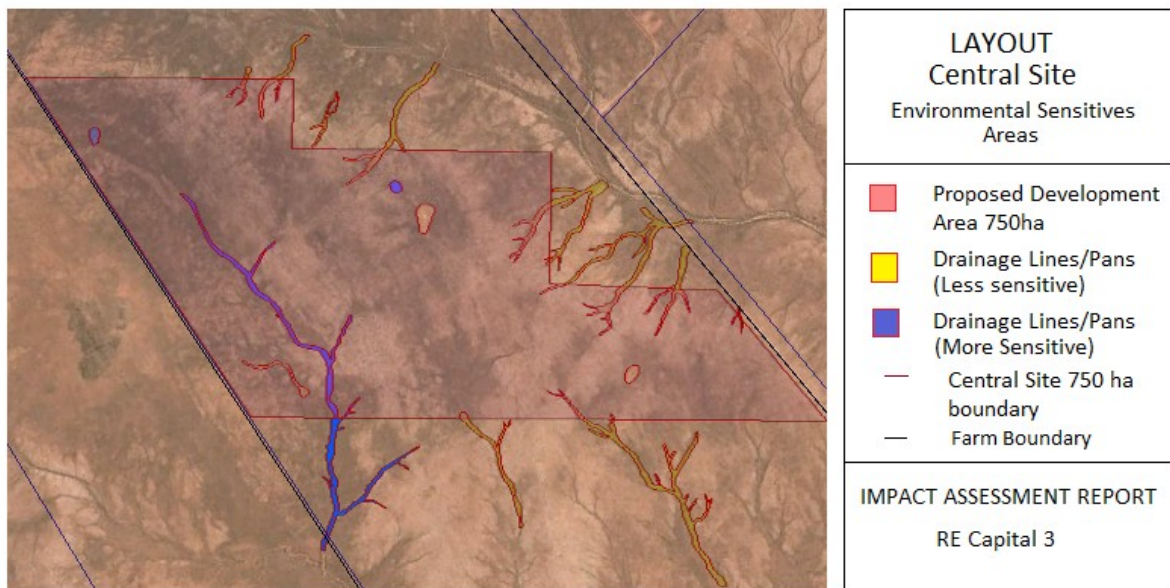 LAYOUT
Central Site
Environmental Sensitives
Areas
Proposed Development
Area 750ha
Drainage Lines/Pans
(Less sensitive)
Drainage Lines/Pans
(More Sensitive)
Central Site 750 ha
boundary
Farm Boundary
IMPACT ASSESSMENT REPORT
RE Capital 3